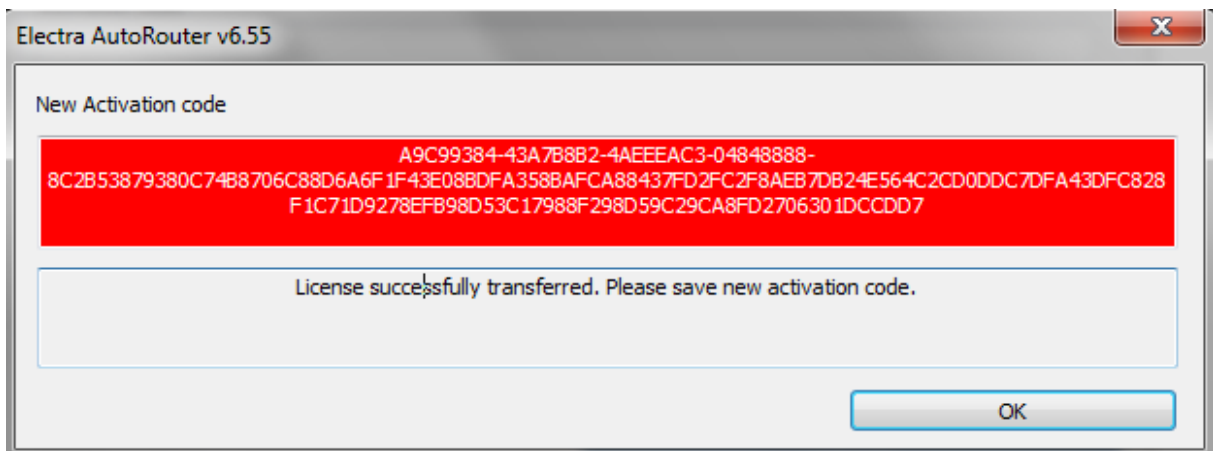 Electra AutoRouter v6.55
New Activation code
A9C99384-43A7B8B2-4AEEEAC3-04848888-
8C2B53879380C74B8706C88D6A6F1F43E08BDFA358BAFCA88437FD2FC2F8AEB7DB24E564C2CD0DDC7DFA43DFC828
F1C71D9278EFB98D53C17988F298D59C29CA8FD2706301DCCDD7
License successfully transferred. Please save new activation code.
OK